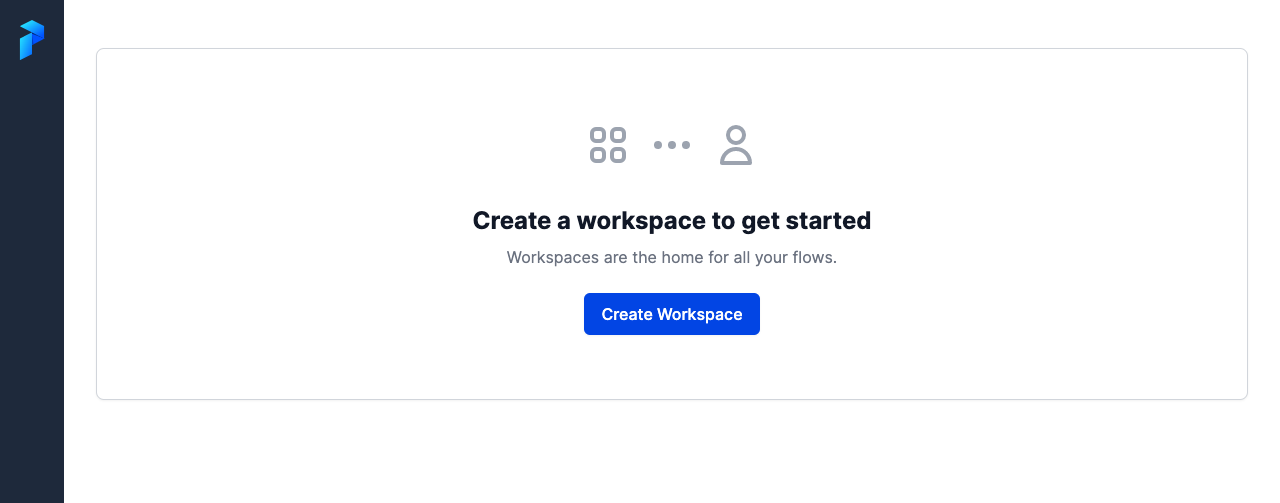 Create a workspace to get started
Workspaces are the home for all your flows.
Create Workspace